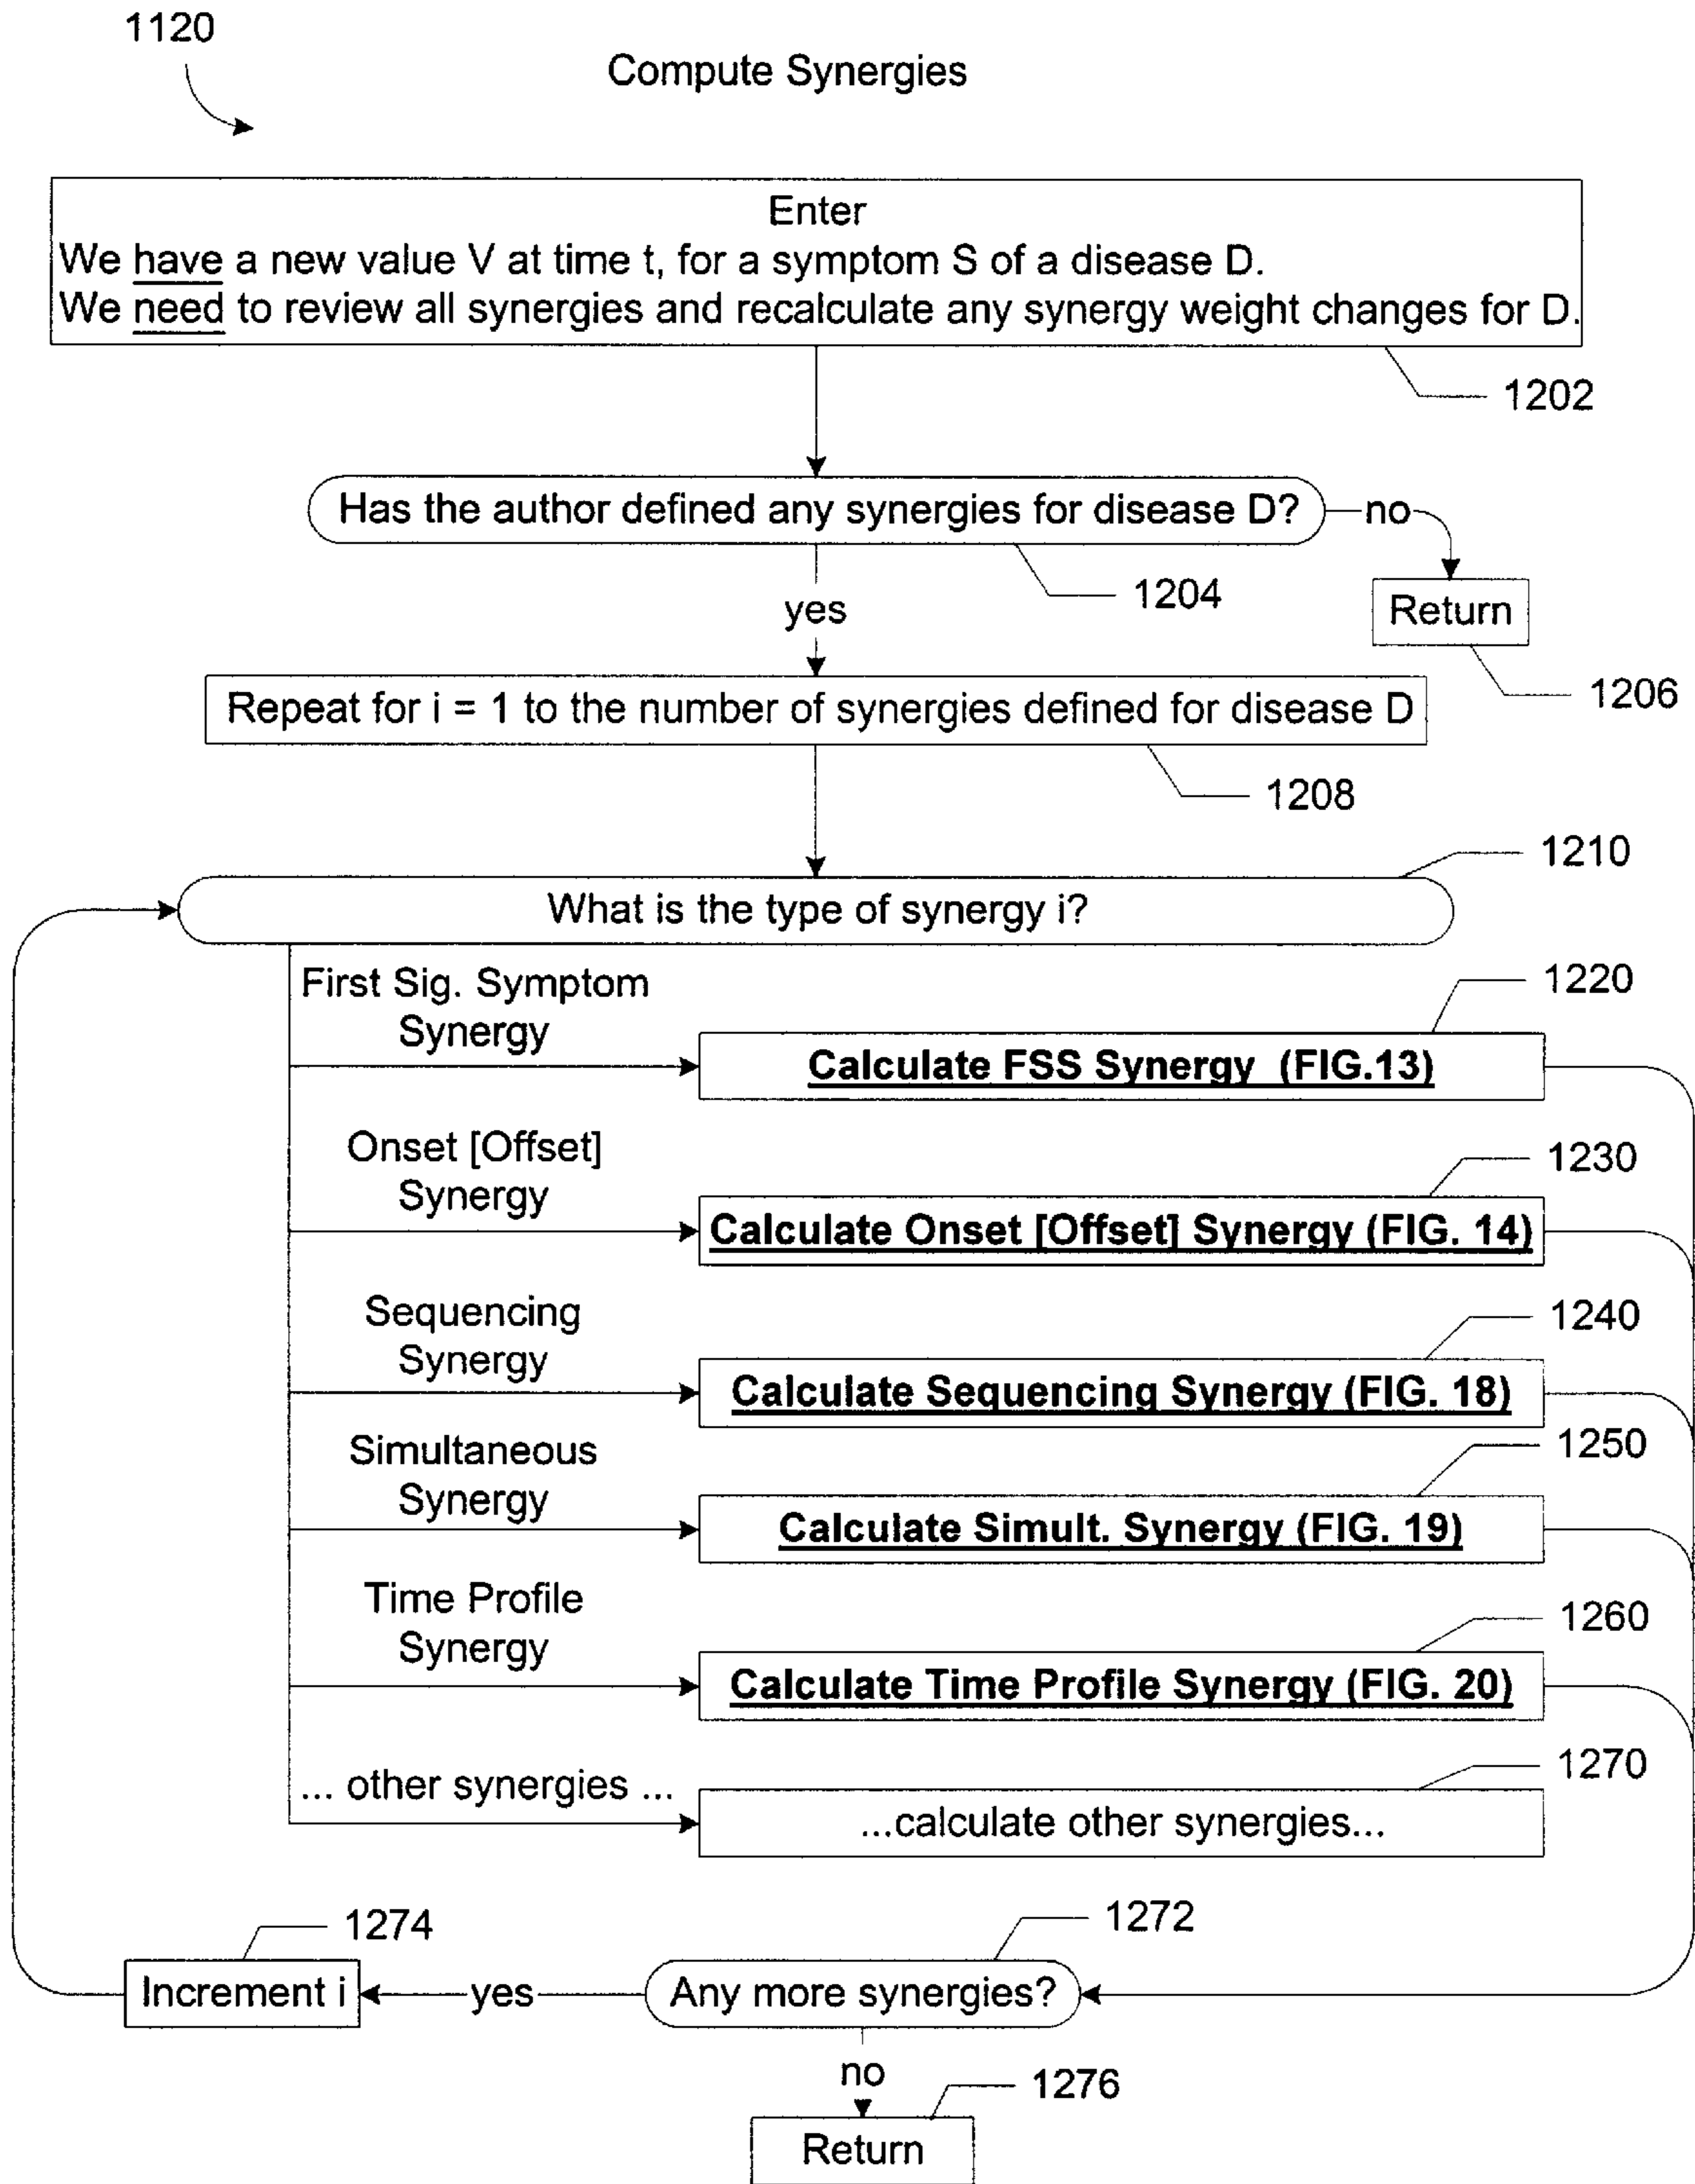 1120
Compute Synergies
Enter
We have a new value V at time t, for a symptom S of a disease D.
We need to review all synergies and recalculate any synergy weight changes for D.
1202
Has the author defined any synergies for disease D?
no
1204
yes
Return
1206
Repeat for i = 1 to the number of synergies defined for disease D
1208
1210
What is the type of synergy i?
First Sig. Symptom
Synergy
1220
Calculate FSS Synergy (FIG.13)
Onset [Offset]
Synergy
1230
Calculate Onset [Offset] Synergy (FIG. 14)
Sequencing
Synergy
1240
Calculate Sequencing Synergy (FIG. 18)
Simultaneous
Synergy
1250
Calculate Simult. Synergy (FIG. 19)
Time Profile
Synergy
1260
Calculate Time Profile Synergy (FIG. 20)
... other synergies ...
1270
...calculate other synergies...
1274
1272
Increment i
yes
Any more synergies?
no
1276
Return